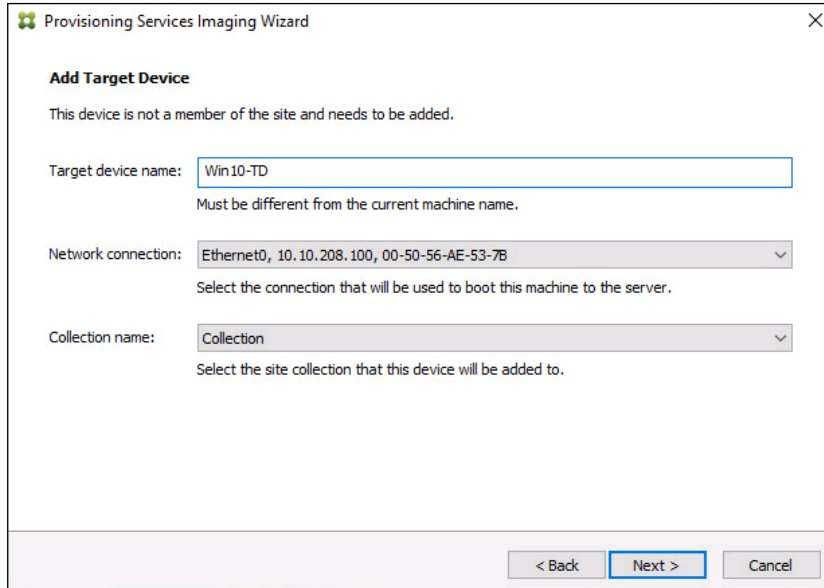 Provisioning Services Imaging Wizard
Add Target Device
This device is not a member of the site and needs to be added.
Target device name: Win10-TD
Must be different from the current machine name.
Network connection: Ethernet0, 10.10.208.100, 00-50-56-AE-53-7B
Select the connection that will be used to boot this machine to the server.
Collection name: Collection
Select the site collection that this device will be added to.
< Back Next > Cancel